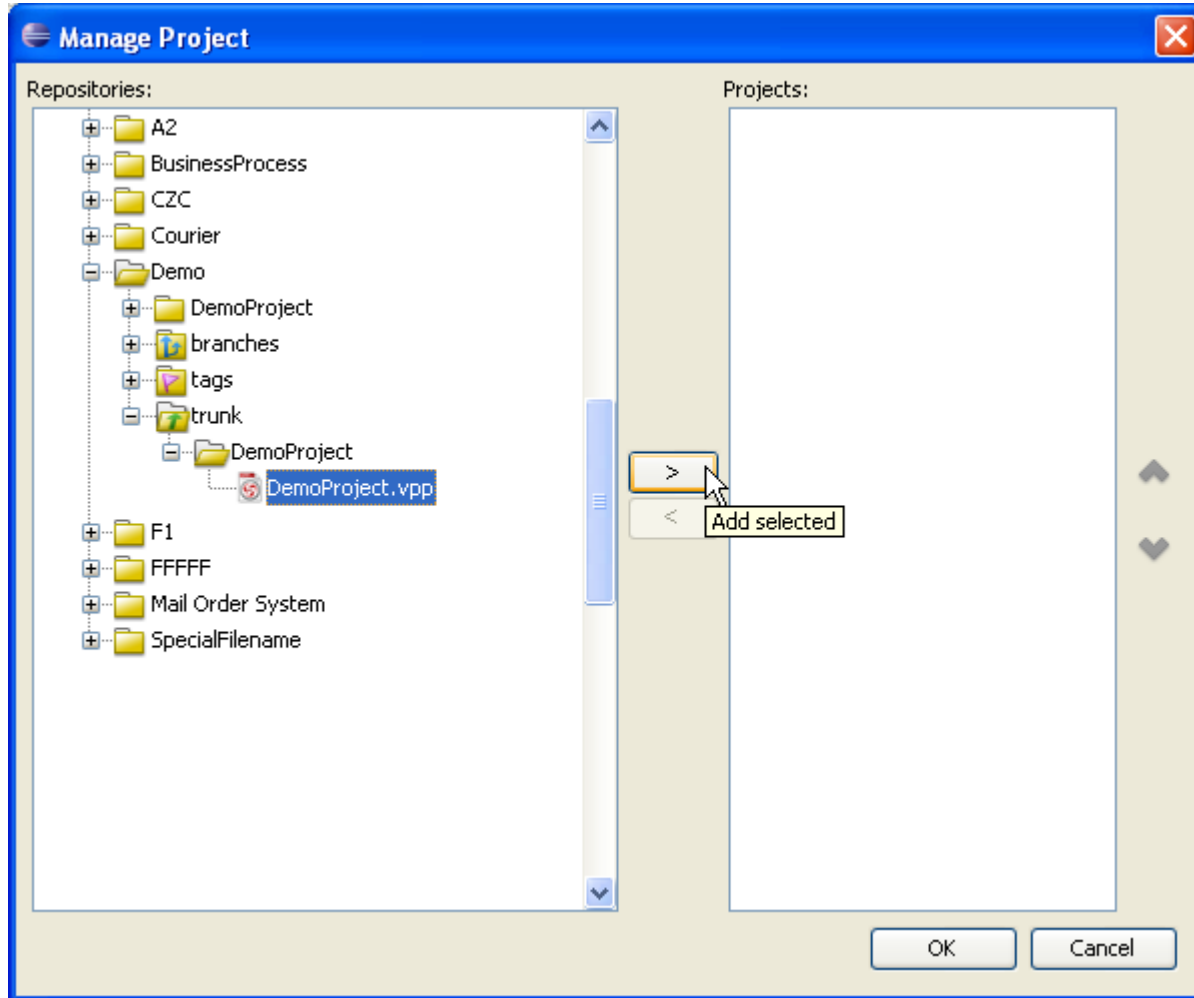 Manage Project
Repositories:
Projects:
A2
BusinessProcess
CZC
Courier
Demo
DemoProject
branches
tags
trunk
DemoProject
DemoProject.vpp
F1
FFFFF
Mail Order System
SpecialFilename
>
<
Add selected
OK
Cancel